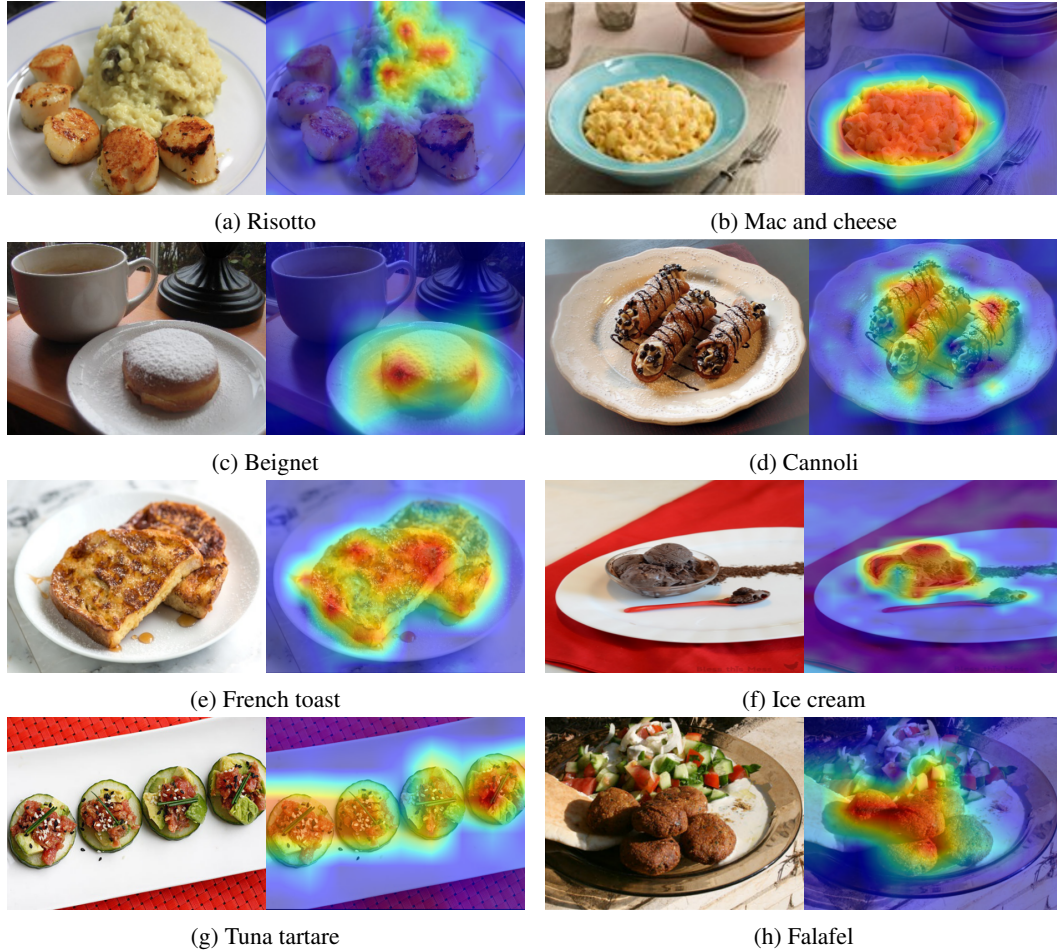 (a) Risotto
(b) Mac and cheese
(c) Beignet
(d) Cannoli
(e) French toast
(f) Ice cream
(g) Tuna tartare
(h) Falafel